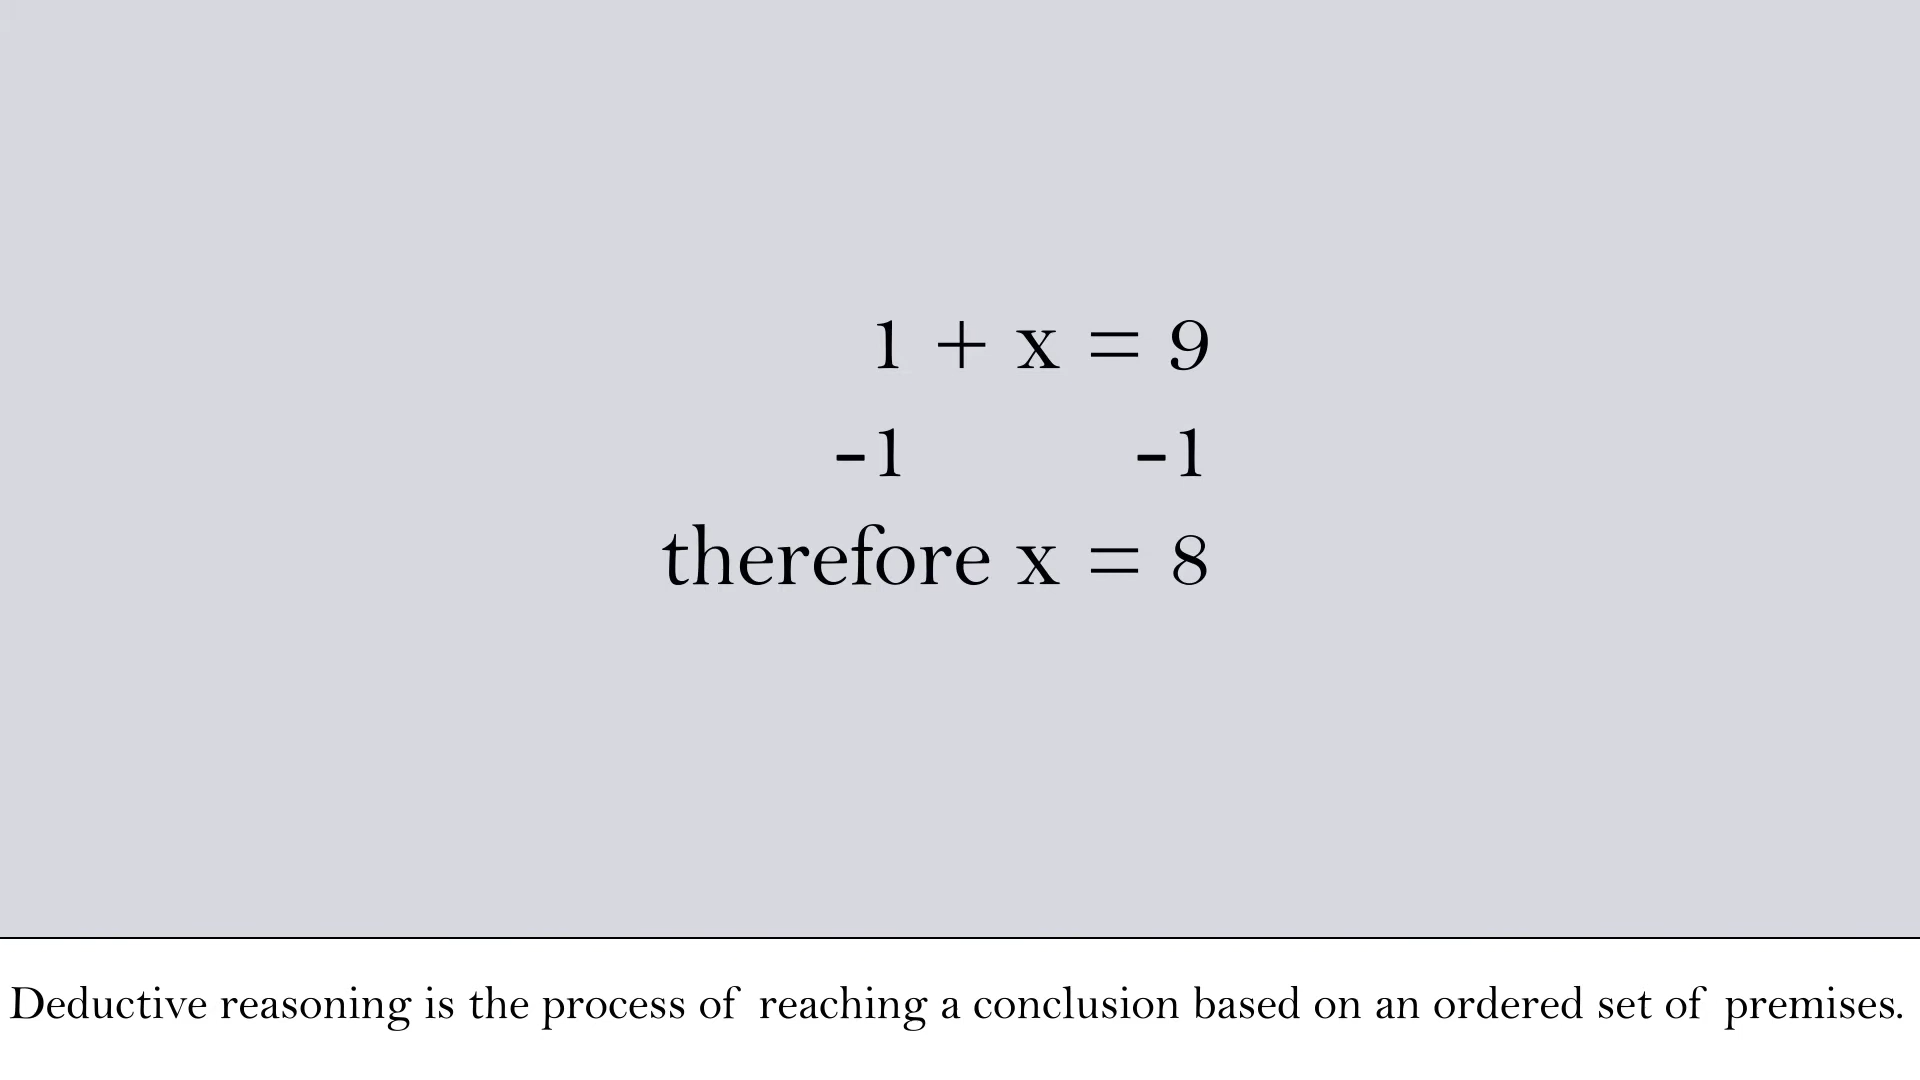 1 + x = 9
-1 -1
therefore x = 8
Deductive reasoning is the process of reaching a conclusion based on an ordered set of premises.